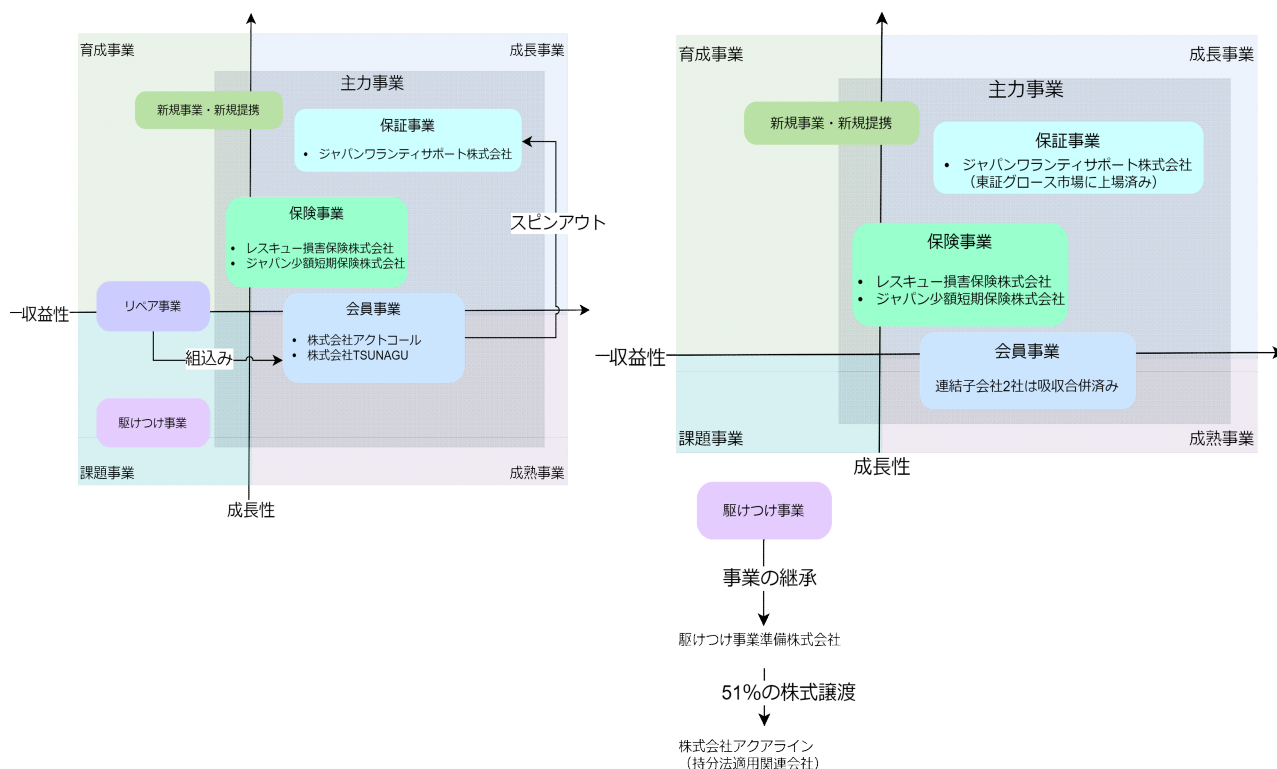 育成事業
成長事業
主力事業
新規事業・新規提携
保証事業
• ジャパンワランティサポート株式会社
スピンアウト
保険事業
• レスキュー損害保険株式会社
• ジャパン少額短期保険株式会社
収益性
リペア事業
会員事業
• 株式会社アクトコール
• 株式会社TSUNAGU
組込み
駆けつけ事業
課題事業
成熟事業
成長性
育成事業
成長事業
主力事業
新規事業・新規提携
保証事業
• ジャパンワランティサポート株式会社
（東証グロース市場に上場済み）
保険事業
• レスキュー損害保険株式会社
• ジャパン少額短期保険株式会社
収益性
会員事業
連結子会社2社は吸収合併済み
課題事業
成熟事業
成長性
駆けつけ事業
事業の継承
駆けつけ事業準備株式会社
51%の株式譲渡
株式会社アクアライン
（持分法適用関連会社）